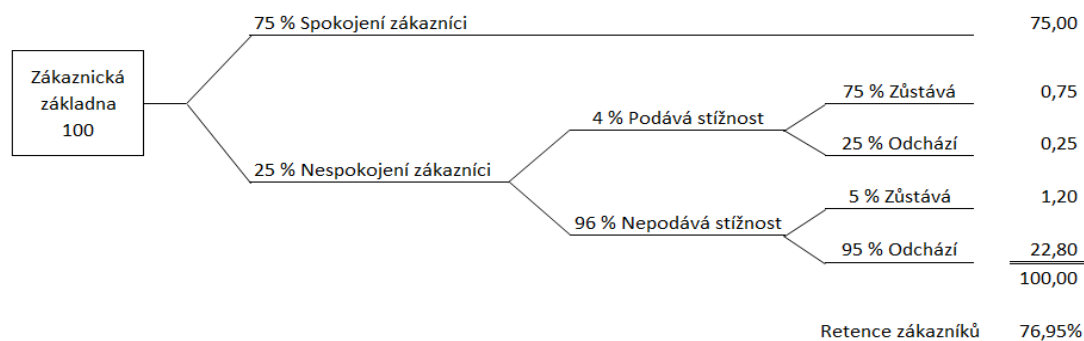 75 % Spokojení zákazníci 75,00
Zákaznická
základna
100
75 % Zůstává 0,75
4 % Podává stížnost
25 % Odchází 0,25
25 % Nespokojení zákazníci
5 % Zůstává 1,20
96 % Nepodává stížnost
95 % Odchází 22,80
100,00
Retence zákazníků 76,95%